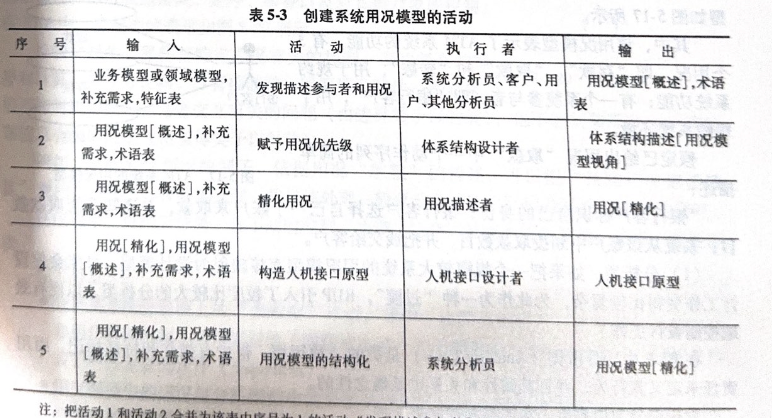 表5-3 创建系统用况模型的活动
序 号 输 入 活 动 执 行 者 输 出
1 业务模型或领域模型,补充需求,特征表 发现描述参与者和用况 系统分析员、客户、用户、其他分析员 用况模型[概述],术语表
2 用况模型[概述],补充需求,术语表 赋予用况优先级 体系结构设计者 体系结构描述[用况模型视角]
3 用况模型[概述],补充需求,术语表 精化用况 用况描述者 用况[精化]
4 用况[精化],用况模型[概述],补充需求,术语表 构造人机接口原型 人机接口设计者 人机接口原型
5 用况[精化],用况模型[概述],补充需求,术语表 用况模型的结构化 系统分析员 用况模型[精化]
注:把活动1和活动2合并为该表中序号为1的活动